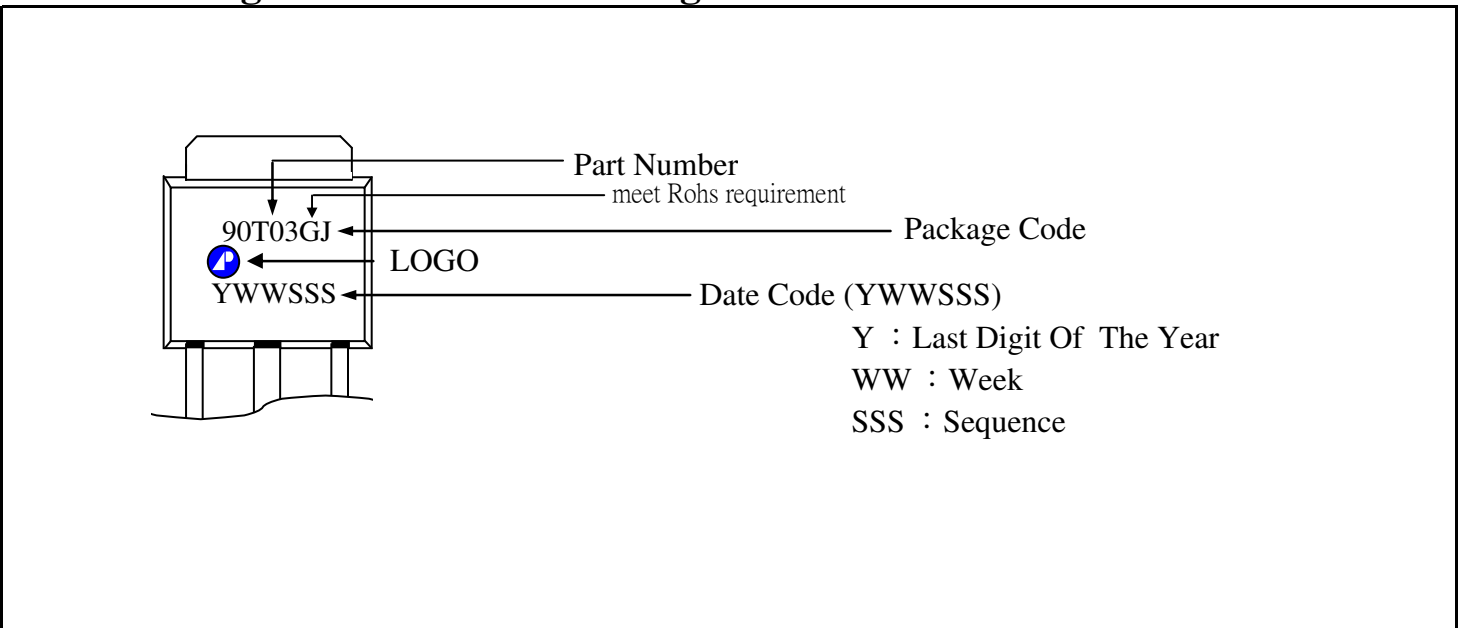 Part Number
meet Rohs requirement
90T03GJ
Package Code
LOGO
YWWSSS
Date Code (YWWSSS)
Y ：Last Digit Of The Year
WW ：Week
SSS ：Sequence